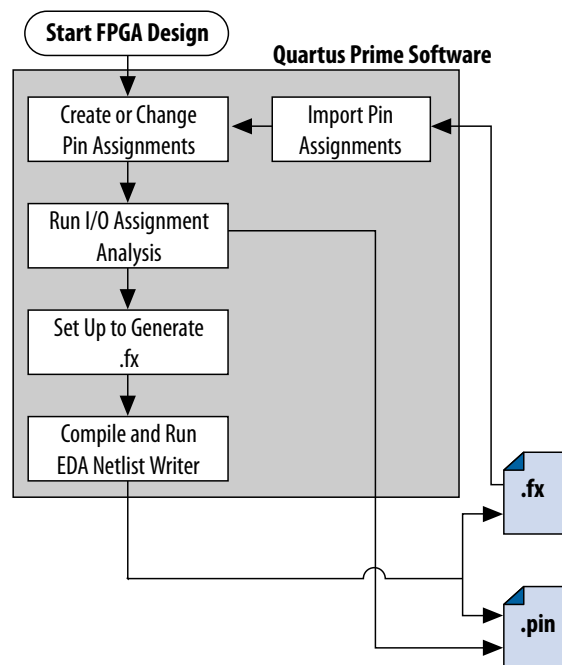 Start FPGA Design
Quartus Prime Software
Create or Change
Pin Assignments
Import Pin
Assignments
Run I/O Assignment
Analysis
Set Up to Generate
.fx
Compile and Run
EDA Netlist Writer
.fx
.pin